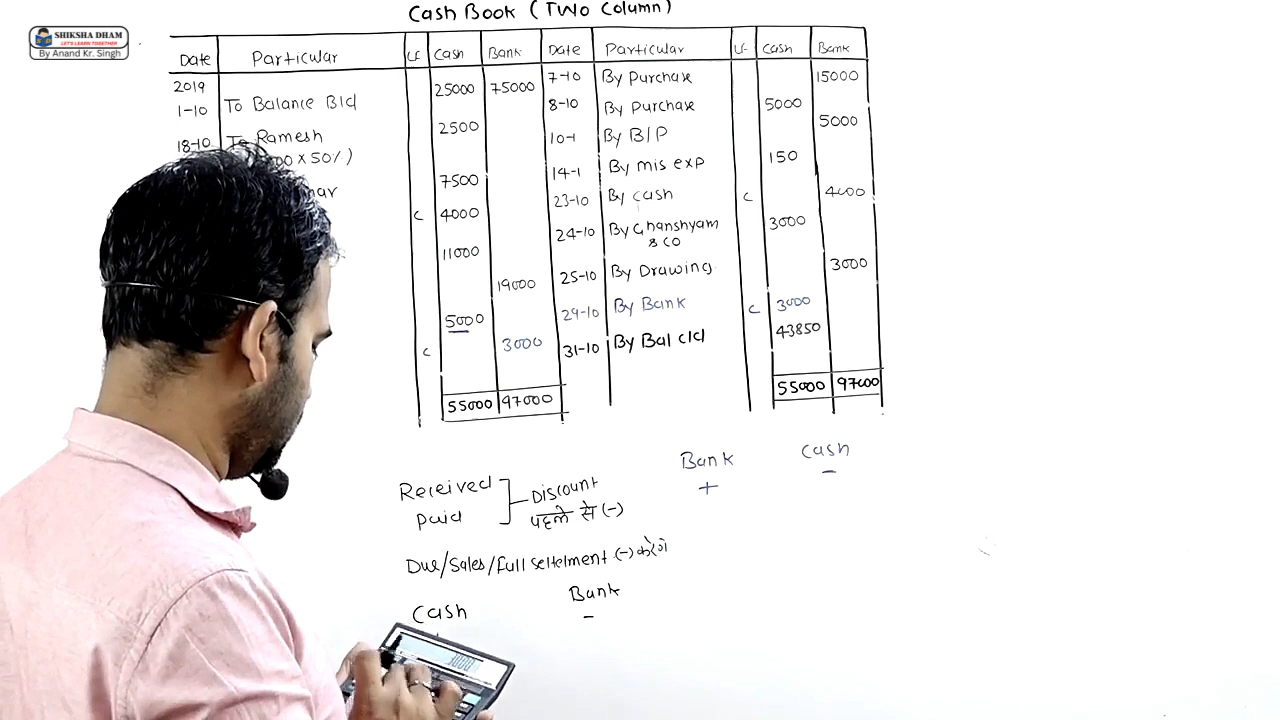 SHIKSHA DHAM
LET'S LEARN TOGETHER
By Anand Kr. Singh
Cash Book (Two Column)
Date Particular LF Cash Bank Date Particular LF Cash Bank
2019 25000 75000 7-10 By Purchase 15000
1-10 To Balance B/d 8-10 By Purchase 5000
18-10 To Ramesh 2500 10-1 By B/P 5000
00 x 50%)
7500 14-1 By mis exp 150
C 4000 23-10 By cash C 4000
11000 24-10 By Ghanshyam & co 3000
19000 25-10 By Drawing 3000
5000 29-10 By Bank C 3000
C 3000 31-10 By Bal c/d 43850
55000 97000 55000 97000
Bank Cash
+ -
Received
Paid
Discount
पहले से (-)
Due/Sales/Full Seltelment (-) करेंगे
Cash Bank
-